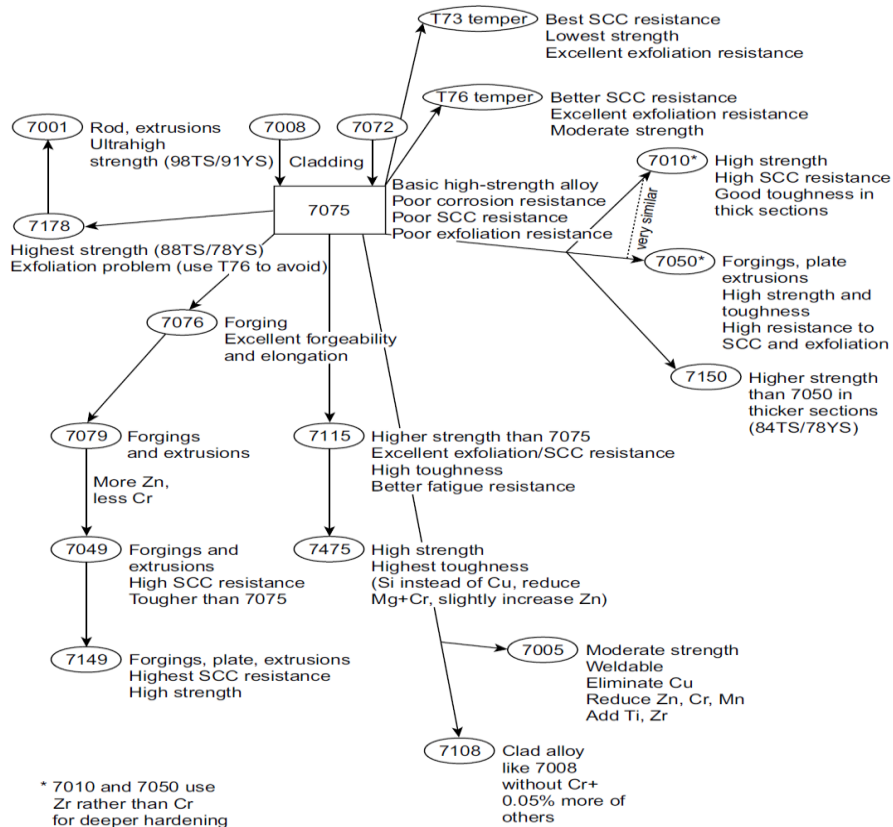 T73 temper
Best SCC resistance
Lowest strength
Excellent exfoliation resistance
T76 temper
Better SCC resistance
Excellent exfoliation resistance
Moderate strength
7001
Rod, extrusions
Ultrahigh
strength (98TS/91YS)
7008
7072
Cladding
7010*
High strength
High SCC resistance
Good toughness in
thick sections
7075
Basic high-strength alloy
Poor corrosion resistance
Poor SCC resistance
Poor exfoliation resistance
very similar
7178
Highest strength (88TS/78YS)
Exfoliation problem (use T76 to avoid)
7050*
Forgings, plate
extrusions
High strength and
toughness
High resistance to
SCC and exfoliation
7076
Forging
Excellent forgeability
and elongation
7150
Higher strength
than 7050 in
thicker sections
(84TS/78YS)
7079
Forgings
and extrusions
7115
Higher strength than 7075
Excellent exfoliation/SCC resistance
High toughness
Better fatigue resistance
More Zn,
less Cr
7049
Forgings and
extrusions
High SCC resistance
Tougher than 7075
7475
High strength
Highest toughness
(Si instead of Cu, reduce
Mg+Cr, slightly increase Zn)
7149
Forgings, plate, extrusions
Highest SCC resistance
High strength
7005
Moderate strength
Weldable
Eliminate Cu
Reduce Zn, Cr, Mn
Add Ti, Zr
7108
Clad alloy
like 7008
without Cr+
0.05% more of
others
* 7010 and 7050 use
Zr rather than Cr
for deeper hardening